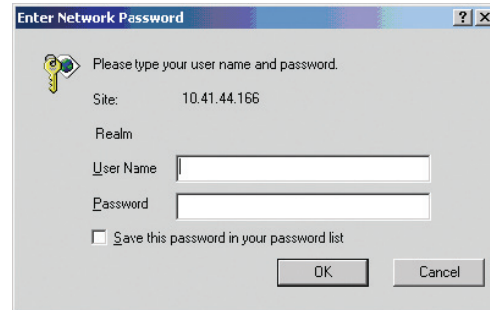 Enter Network Password
Please type your user name and password.
Site: 10.41.44.166
Realm
User Name
Password
Save this password in your password list
OK Cancel